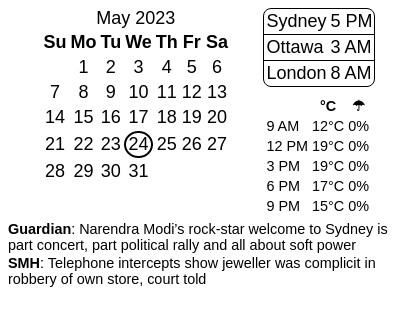 May 2023
Su Mo Tu We Th Fr Sa
1 2 3 4 5 6
7 8 9 10 11 12 13
14 15 16 17 18 19 20
21 22 23 24 25 26 27
28 29 30 31
Sydney 5 PM
Ottawa 3 AM
London 8 AM
°C ☂
9 AM 12°C 0%
12 PM 19°C 0%
3 PM 19°C 0%
6 PM 17°C 0%
9 PM 15°C 0%
Guardian: Narendra Modi’s rock-star welcome to Sydney is
part concert, part political rally and all about soft power
SMH: Telephone intercepts show jeweller was complicit in
robbery of own store, court told